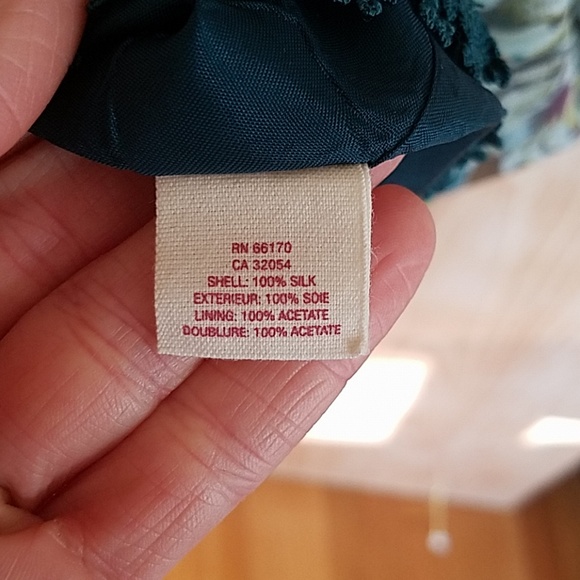 RN 66170
CA 32054
SHELL: 100% SILK
EXTERIEUR: 100% SOIE
LINING: 100% ACETATE
DOUBLURE: 100% ACETATE